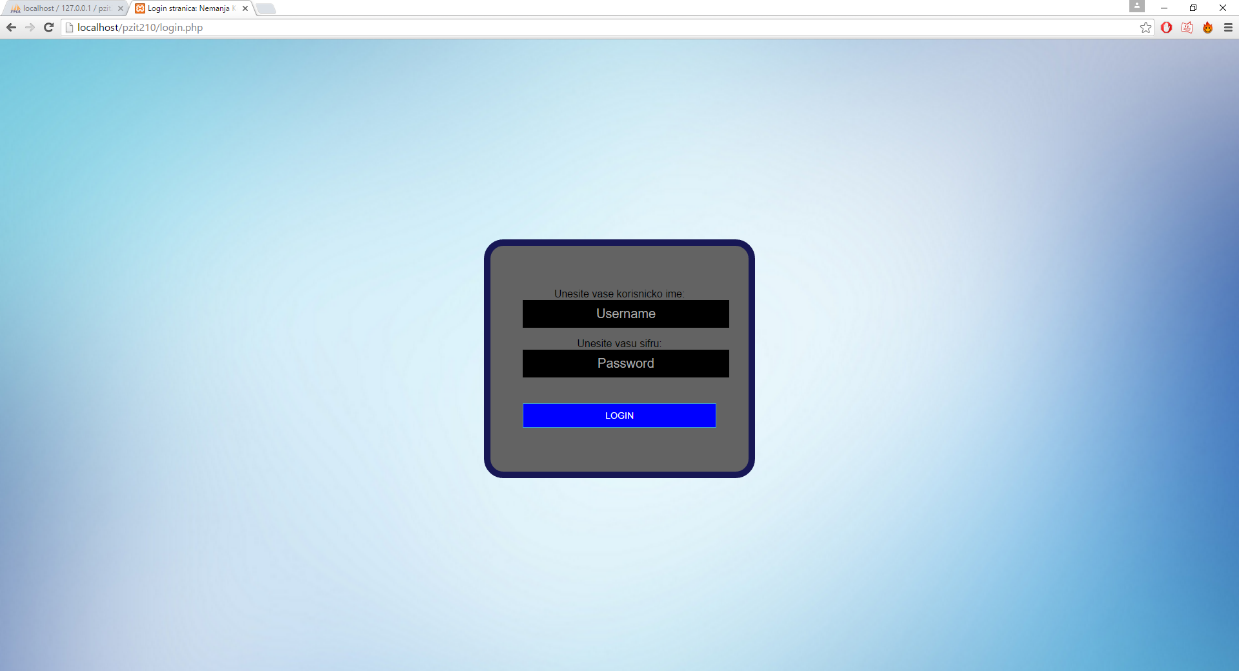 localhost / 127.0.0.1 / pzit
Login stranica: Nemanja
localhost/pzit210/login.php
Unesite vase korisnicko ime:
Username
Unesite vasu sifru:
Password
LOGIN